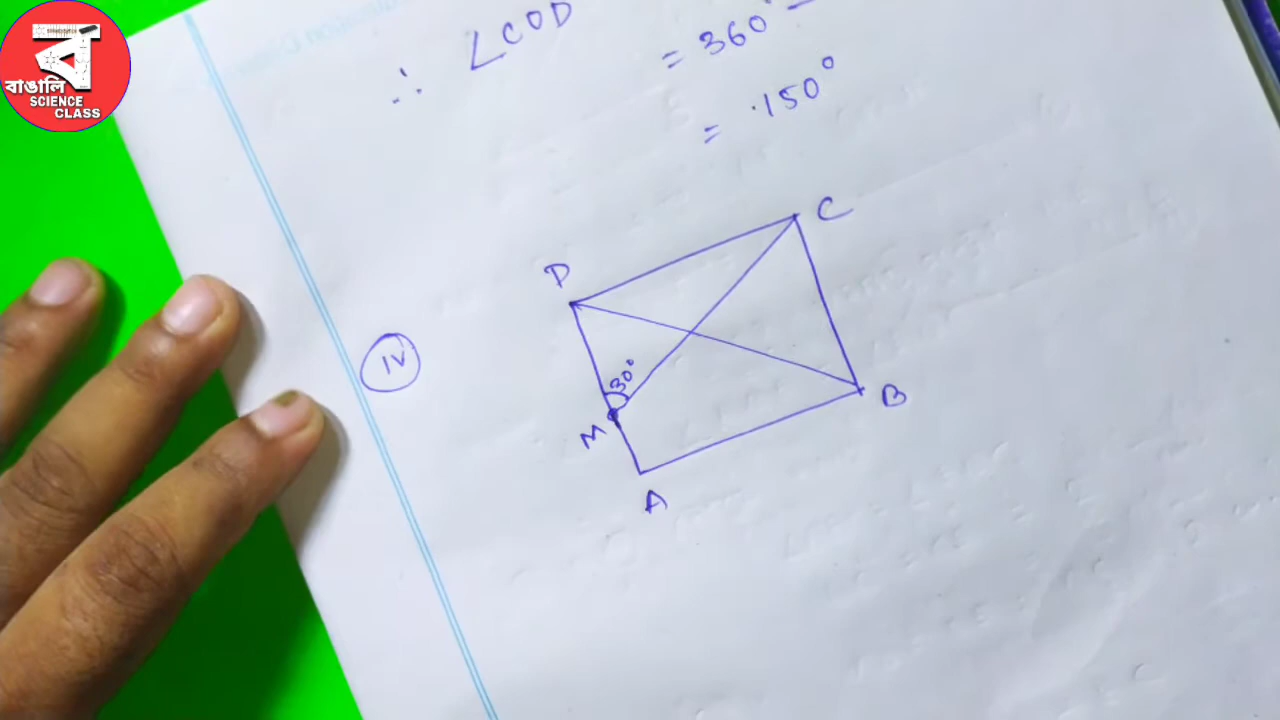 বাঙালি
SCIENCE
CLASS
∴ ∠COD = 360° –
= 150°
IV
D
C
30°
M
B
A